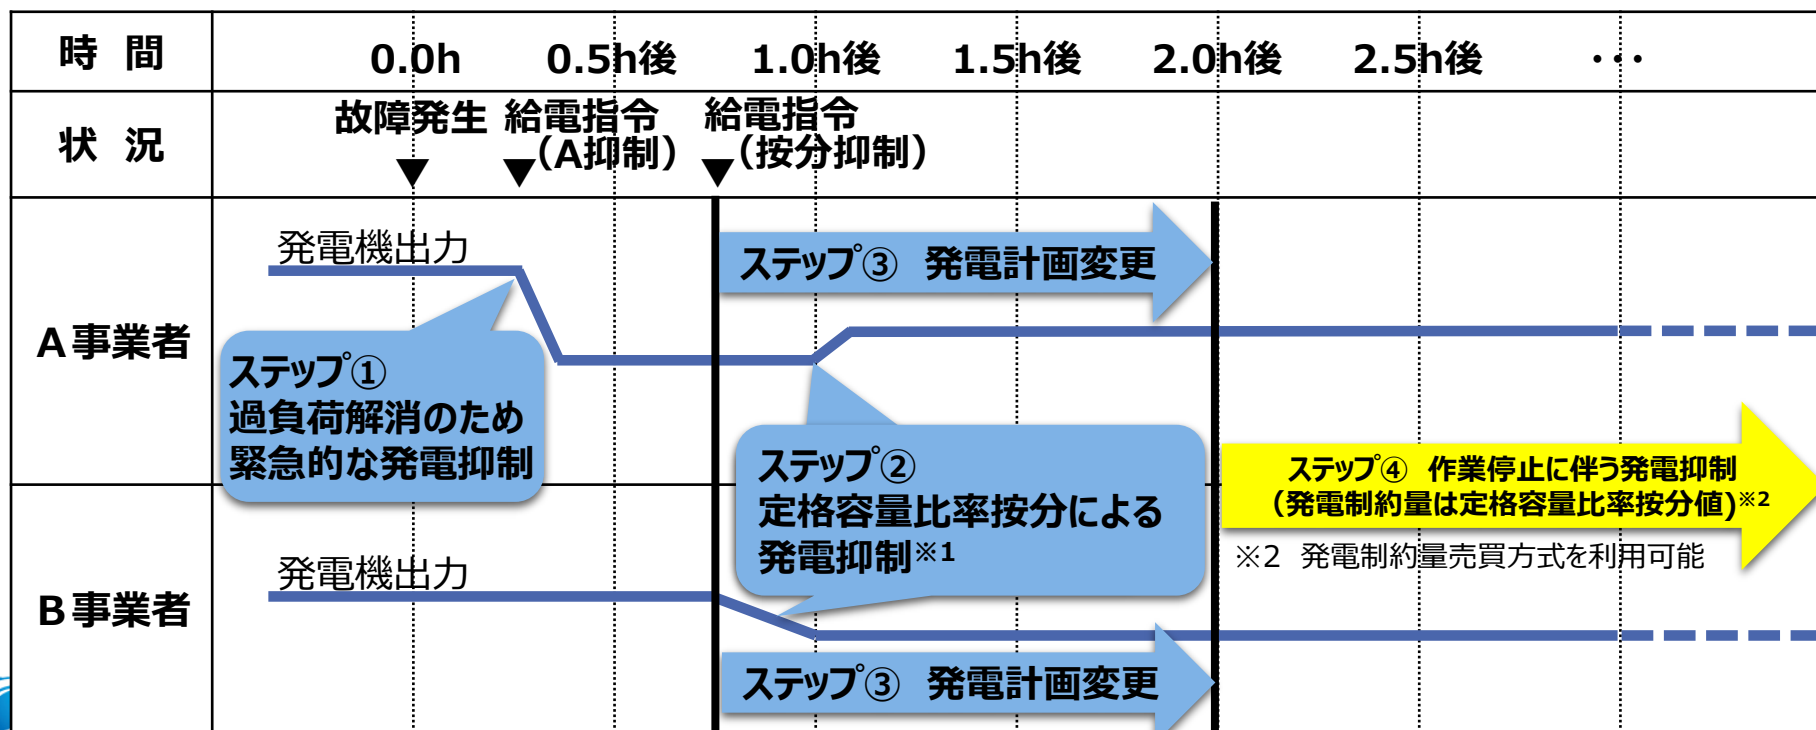 時 間
0.0h 0.5h後 1.0h後 1.5h後 2.0h後 2.5h後 ・・・
状 況
故障発生
給電指令
（A抑制）
給電指令
（按分抑制）
A事業者
発電機出力
ステップ③ 発電計画変更
ステップ①
過負荷解消のため
緊急的な発電抑制
ステップ②
定格容量比率按分による
発電抑制※1
ステップ④ 作業停止に伴う発電抑制
（発電制約量は定格容量比率按分値)※2
※2 発電制約量売買方式を利用可能
B事業者
発電機出力
ステップ③ 発電計画変更